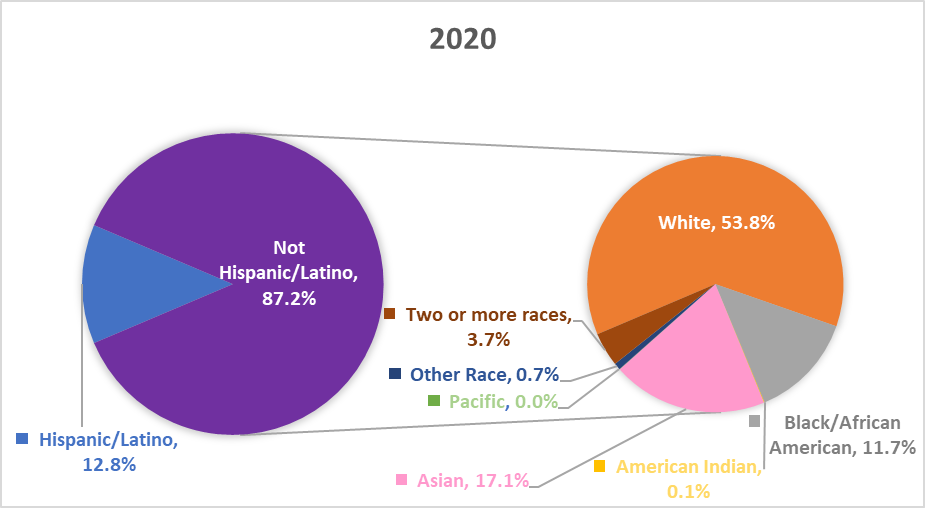 2020
Not
Hispanic/Latino,
87.2%
Hispanic/Latino,
12.8%
White, 53.8%
Two or more races,
3.7%
Other Race, 0.7%
Pacific, 0.0%
Asian, 17.1%
American Indian,
0.1%
Black/African
American, 11.7%